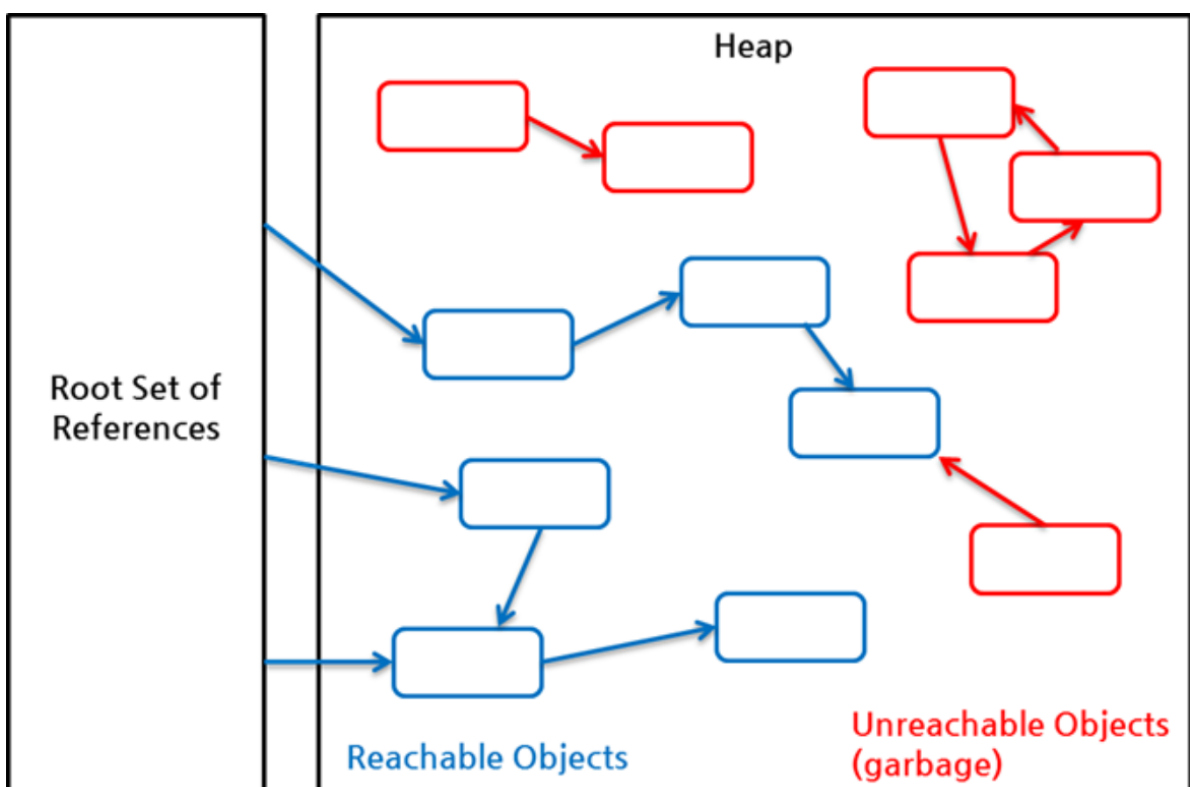 Heap
Root Set of
References
Reachable Objects
Unreachable Objects
(garbage)